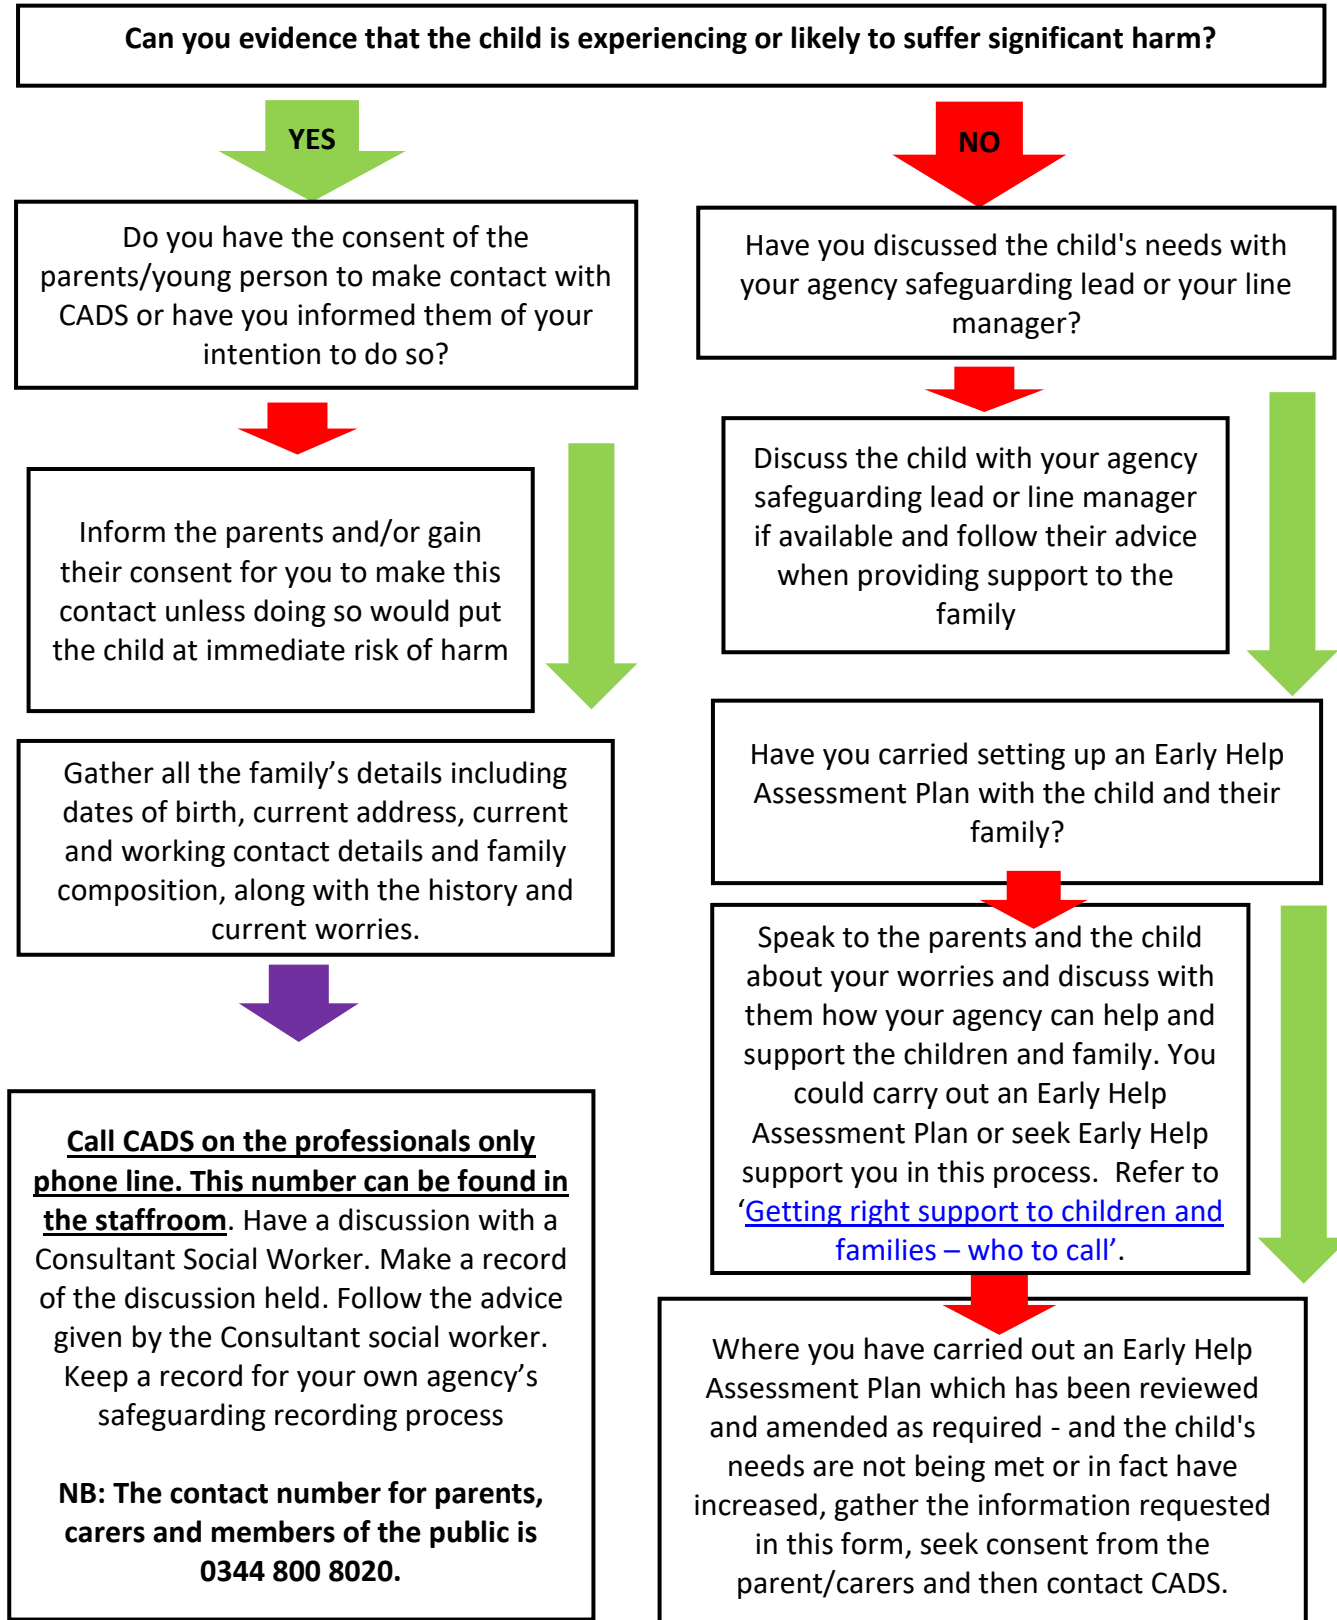 Can you evidence that the child is experiencing or likely to suffer significant harm?
YES
NO
Do you have the consent of the
parents/young person to make contact with
CADS or have you informed them of your
intention to do so?
Inform the parents and/or gain
their consent for you to make this
contact unless doing so would put
the child at immediate risk of harm
Gather all the family’s details including
dates of birth, current address, current
and working contact details and family
composition, along with the history and
current worries.
Call CADS on the professionals only
phone line. This number can be found in
the staffroom. Have a discussion with a
Consultant Social Worker. Make a record
of the discussion held. Follow the advice
given by the Consultant social worker.
Keep a record for your own agency’s
safeguarding recording process
NB: The contact number for parents,
carers and members of the public is
0344 800 8020.
Have you discussed the child's needs with
your agency safeguarding lead or your line
manager?
Discuss the child with your agency
safeguarding lead or line manager
if available and follow their advice
when providing support to the
family
Have you carried setting up an Early Help
Assessment Plan with the child and their
family?
Speak to the parents and the child
about your worries and discuss with
them how your agency can help and
support the children and family. You
could carry out an Early Help
Assessment Plan or seek Early Help
support you in this process. Refer to
‘Getting right support to children and
families – who to call’.
Where you have carried out an Early Help
Assessment Plan which has been reviewed
and amended as required - and the child's
needs are not being met or in fact have
increased, gather the information requested
in this form, seek consent from the
parent/carers and then contact CADS.